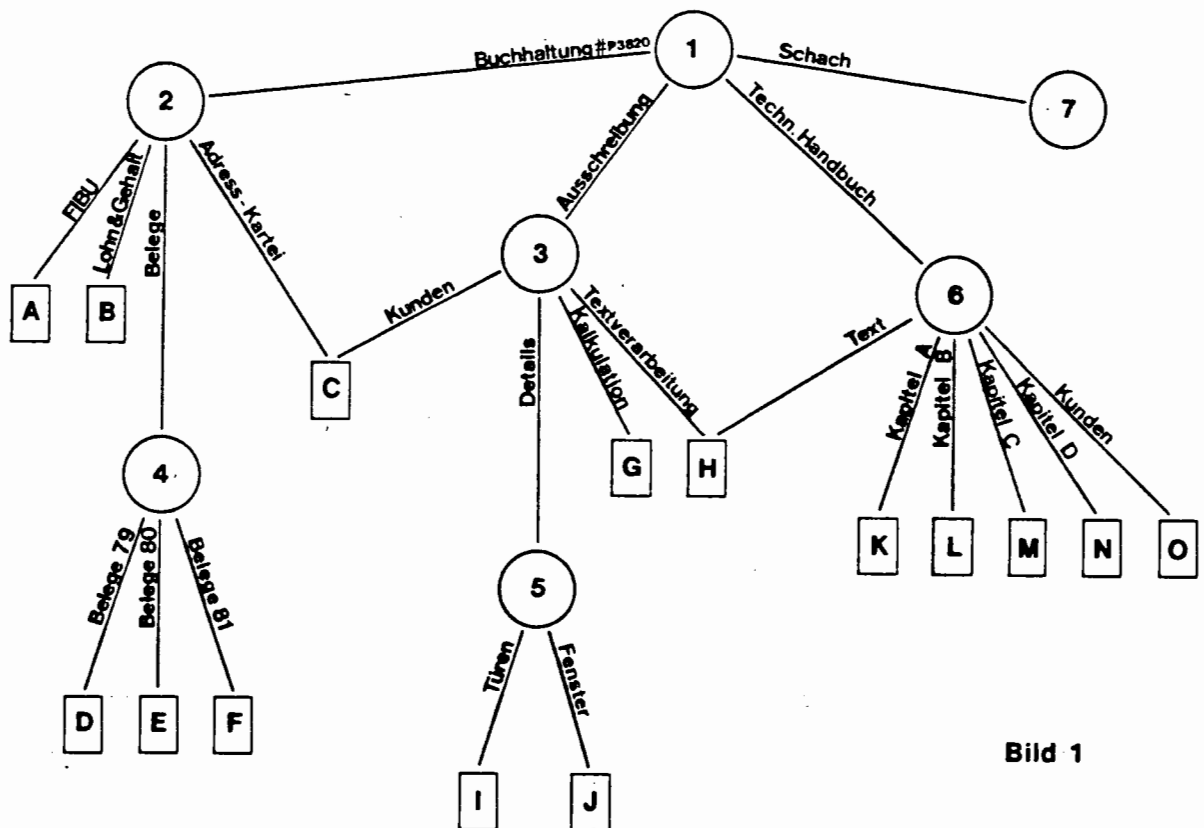 1
Buchhaltung #P3820
Schach
2
7
Ausschreibung
Techn. Handbuch
FIBU
Lohn&Gehalt
Belege
Adress-Kartei
3
6
Kunden
A
B
C
Details
Kalkulation
Textverarbeitung
Text
Kapitel A
Kapitel B
Kapitel C
Kapitel D
Kunden
G
H
4
K
L
M
N
O
Belege 79
Belege 80
Belege 81
5
Türen
Fenster
D
E
F
I
J
Bild 1